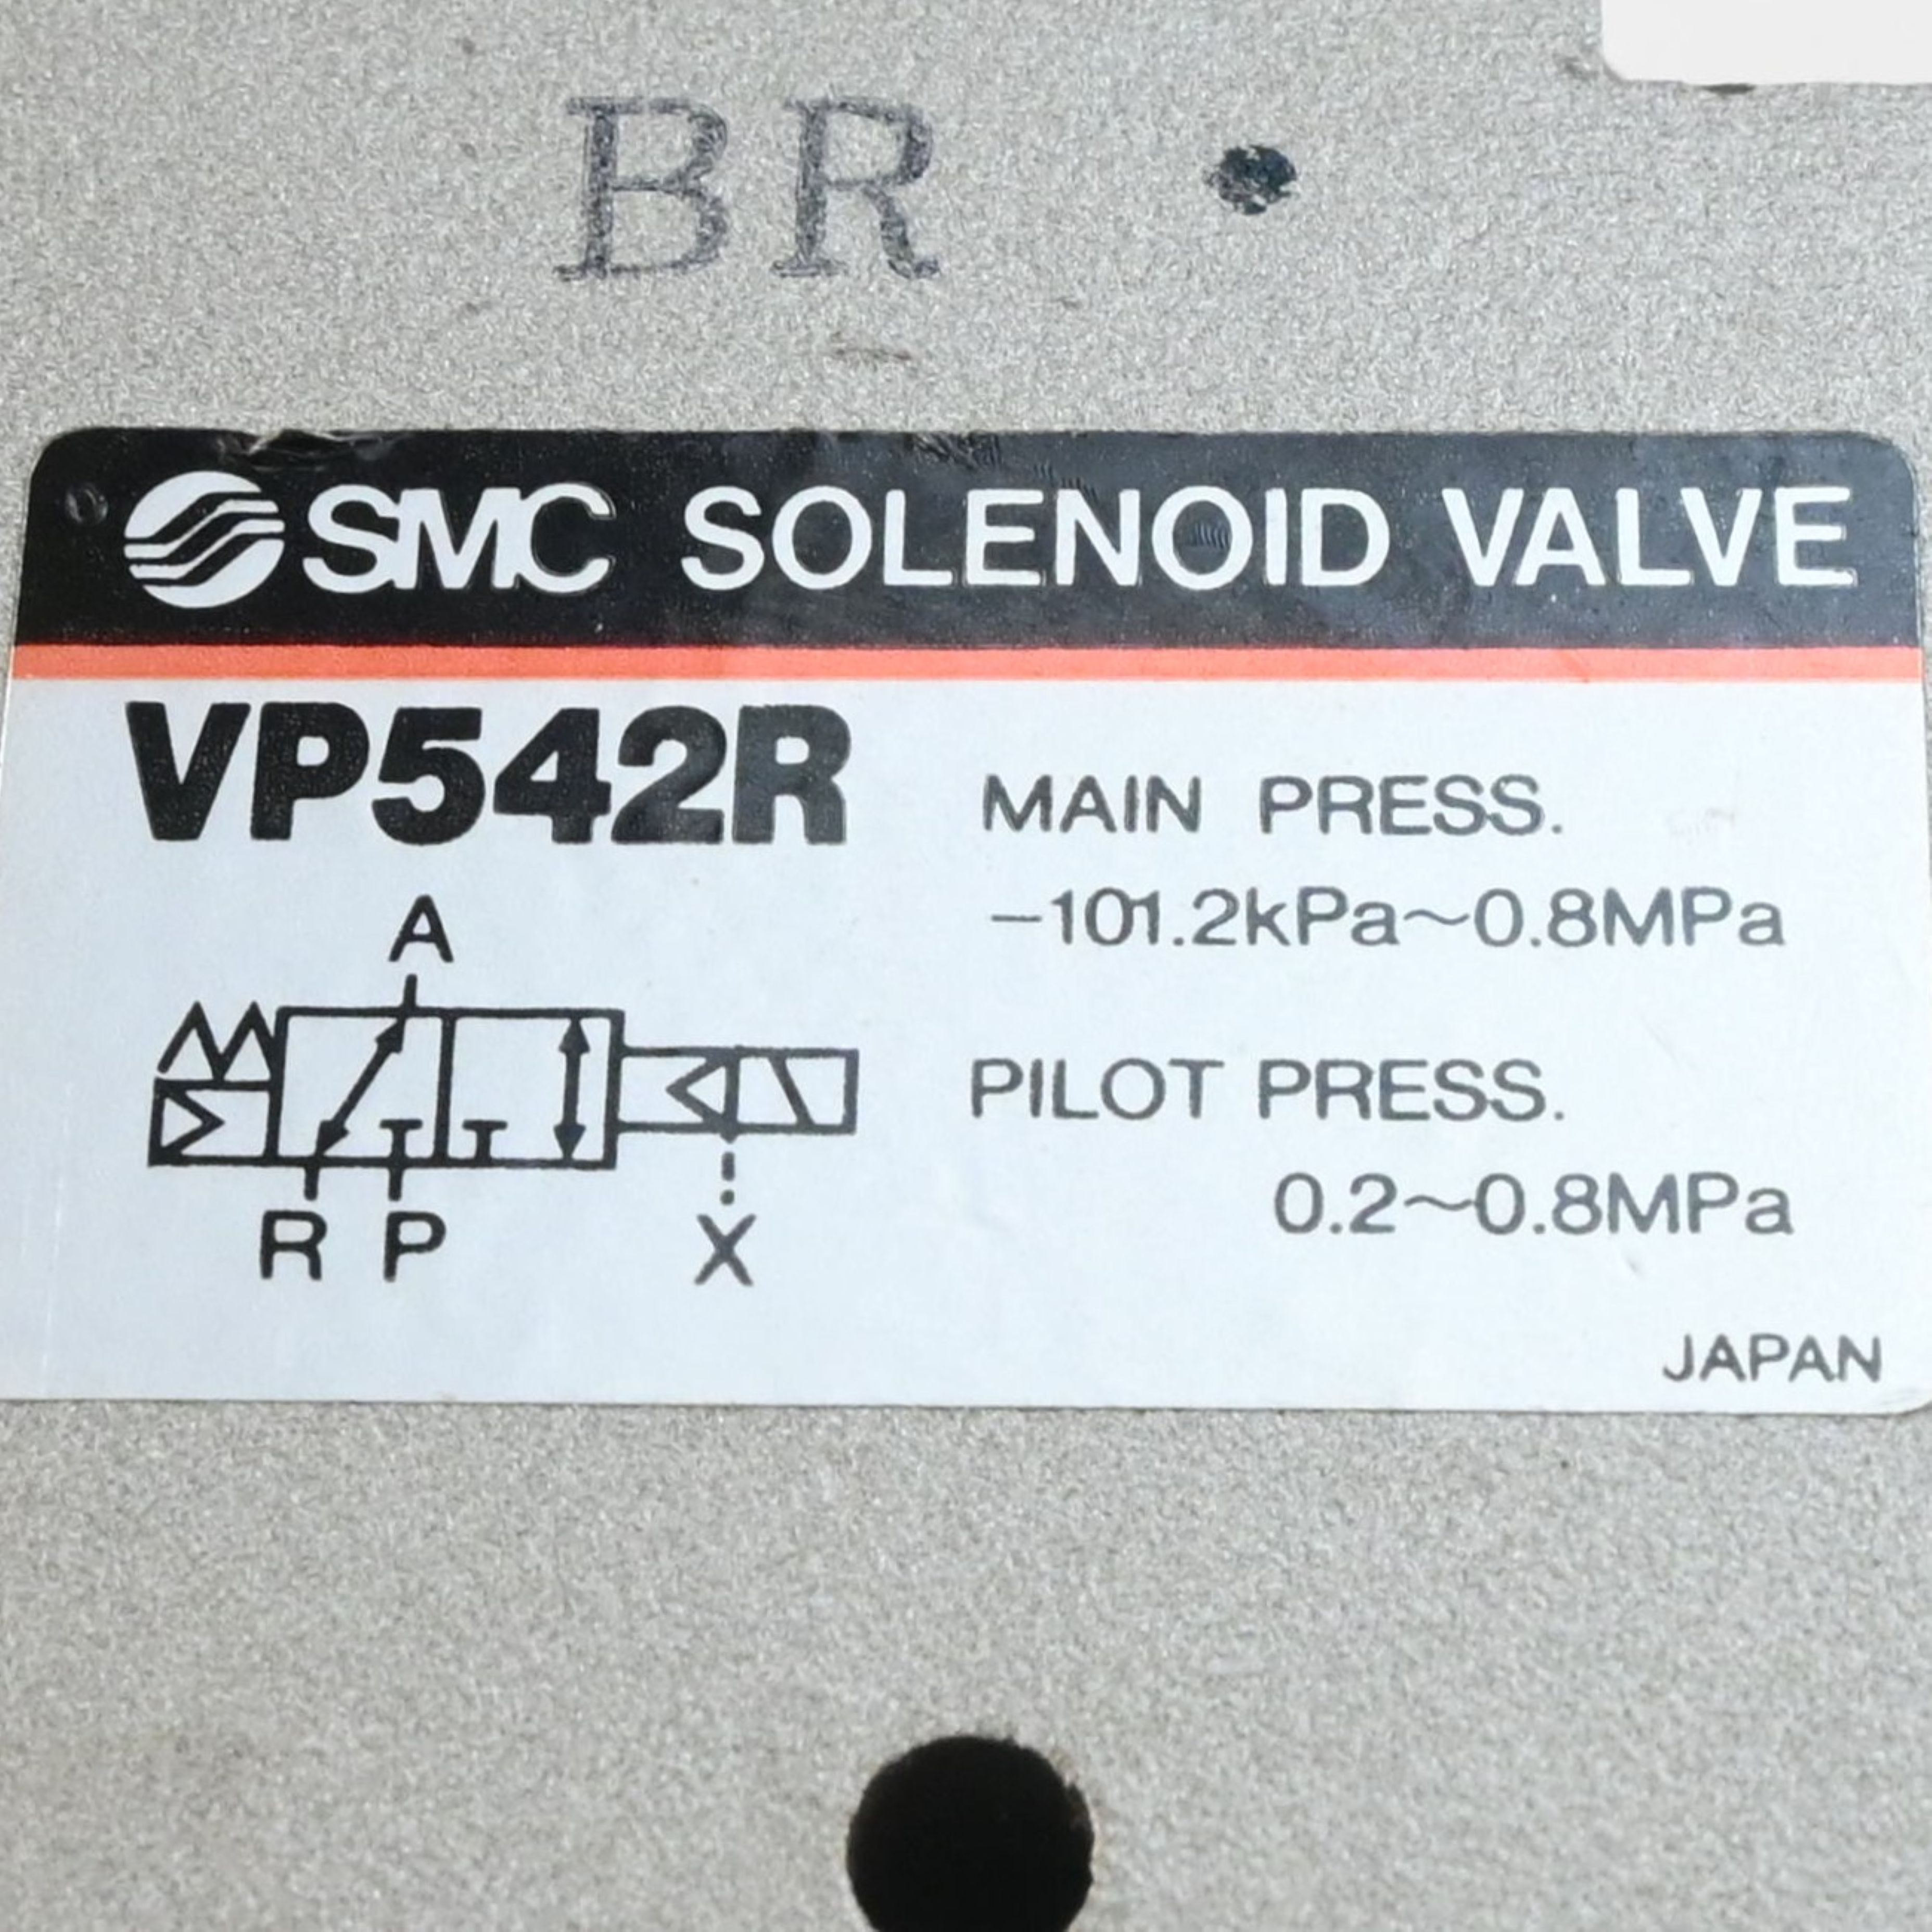 BR
SMC SOLENOID VALVE
VP542R
MAIN PRESS.
-101.2kPa~0.8MPa
A
PILOT PRESS.
0.2~0.8MPa
R P X
JAPAN